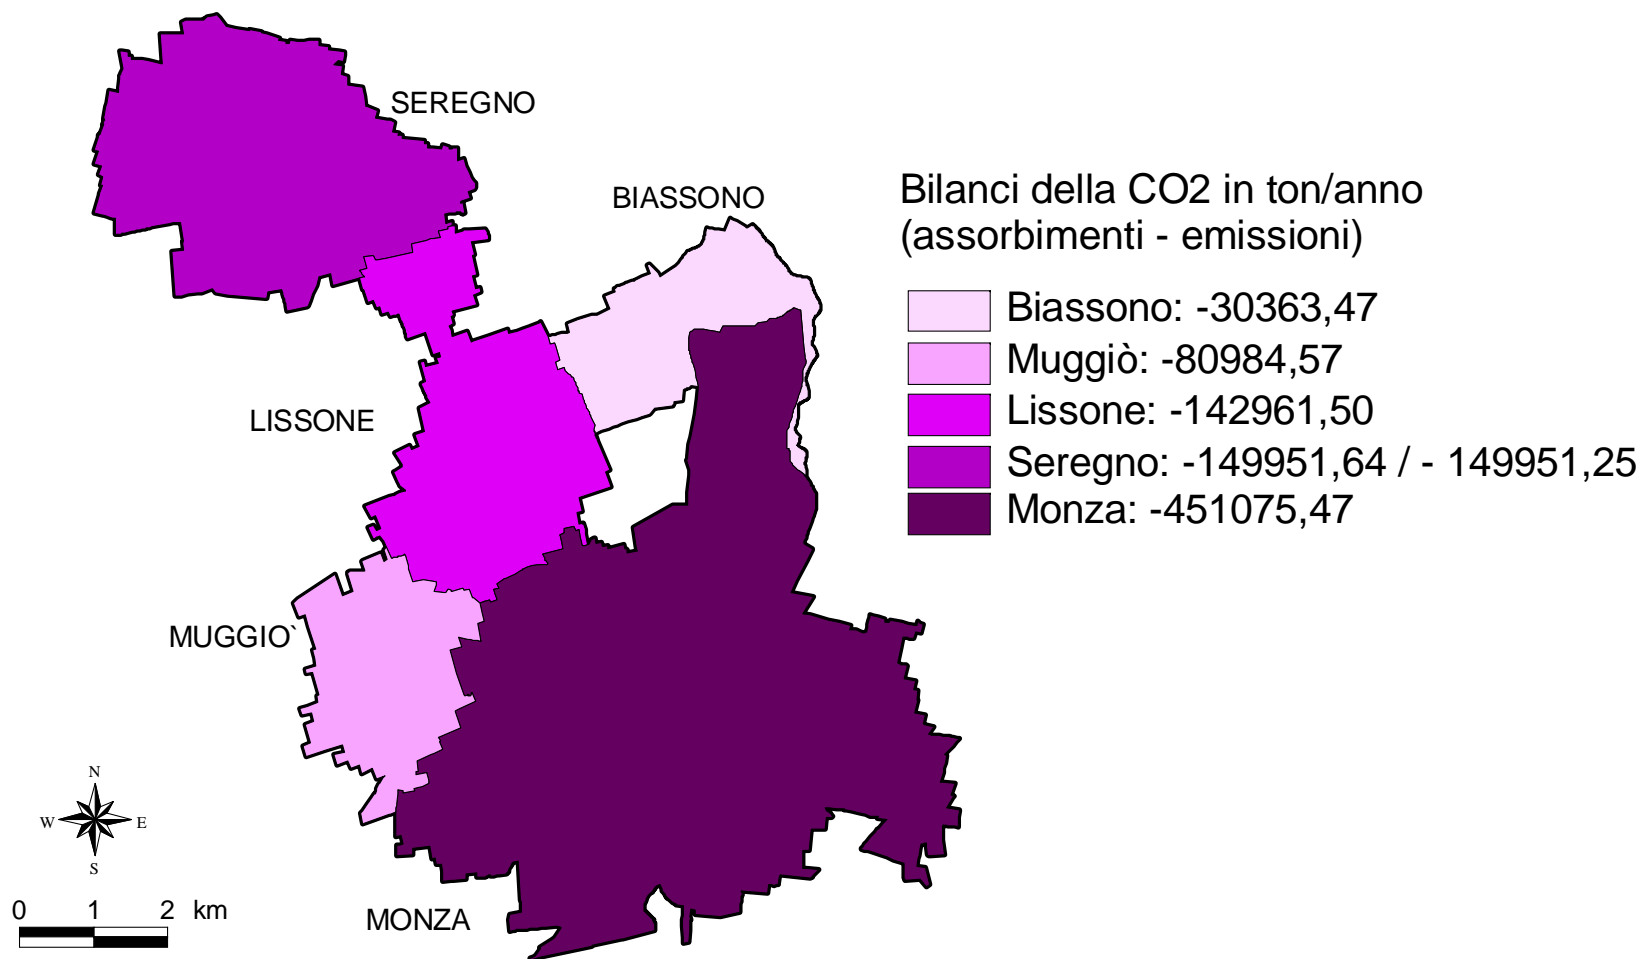 SEREGNO
BIASSONO
Bilanci della CO2 in ton/anno
(assorbimenti - emissioni)
Biassono: -30363,47
Muggiò: -80984,57
Lissone: -142961,50
Seregno: -149951,64 / - 149951,25
Monza: -451075,47
LISSONE
MUGGIO`
N
W E
S
0 1 2 km
MONZA